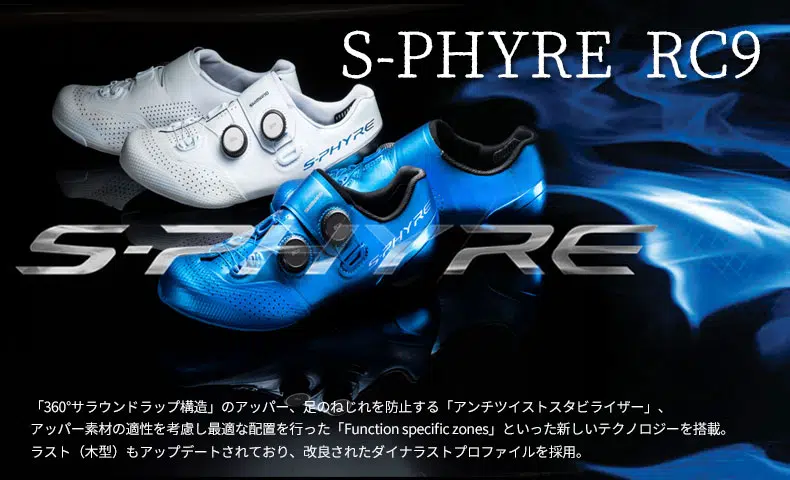 S-PHYRE RC9
SHIMANO
S-PHYRE
S-PHYRE
S-PHYRE
「360°サラウンドラップ構造」のアッパー、足のねじれを防止する「アンチツイストスタビライザー」、
アッパー素材の適性を考慮し最適な配置を行った「Function specific zones」といった新しいテクノロジーを搭載。
ラスト（木型）もアップデートされており、改良されたダイナラストプロファイルを採用。